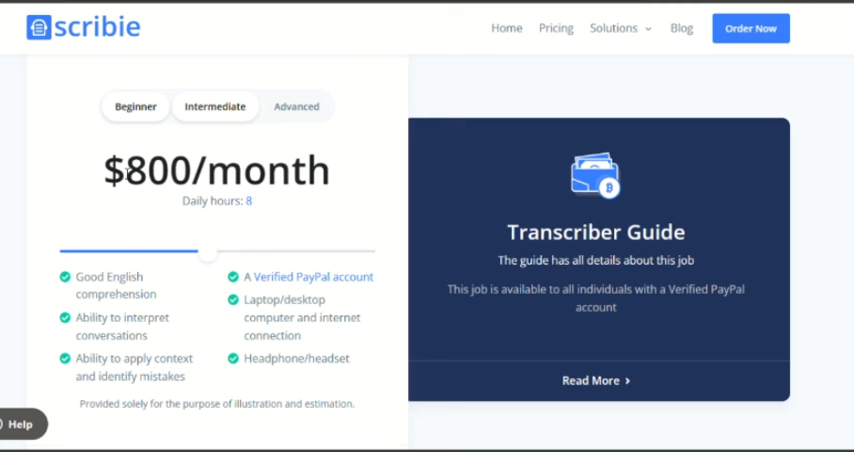 scribie
Home Pricing Solutions Blog Order Now
Beginner Intermediate Advanced
$800/month
Daily hours: 8
Good English
comprehension
Ability to interpret
conversations
Ability to apply context
and identify mistakes
A Verified PayPal account
Laptop/desktop
computer and internet
connection
Headphone/headset
Provided solely for the purpose of illustration and estimation.
Transcriber Guide
The guide has all details about this job
This job is available to all individuals with a Verified PayPal
account
Read More
Help